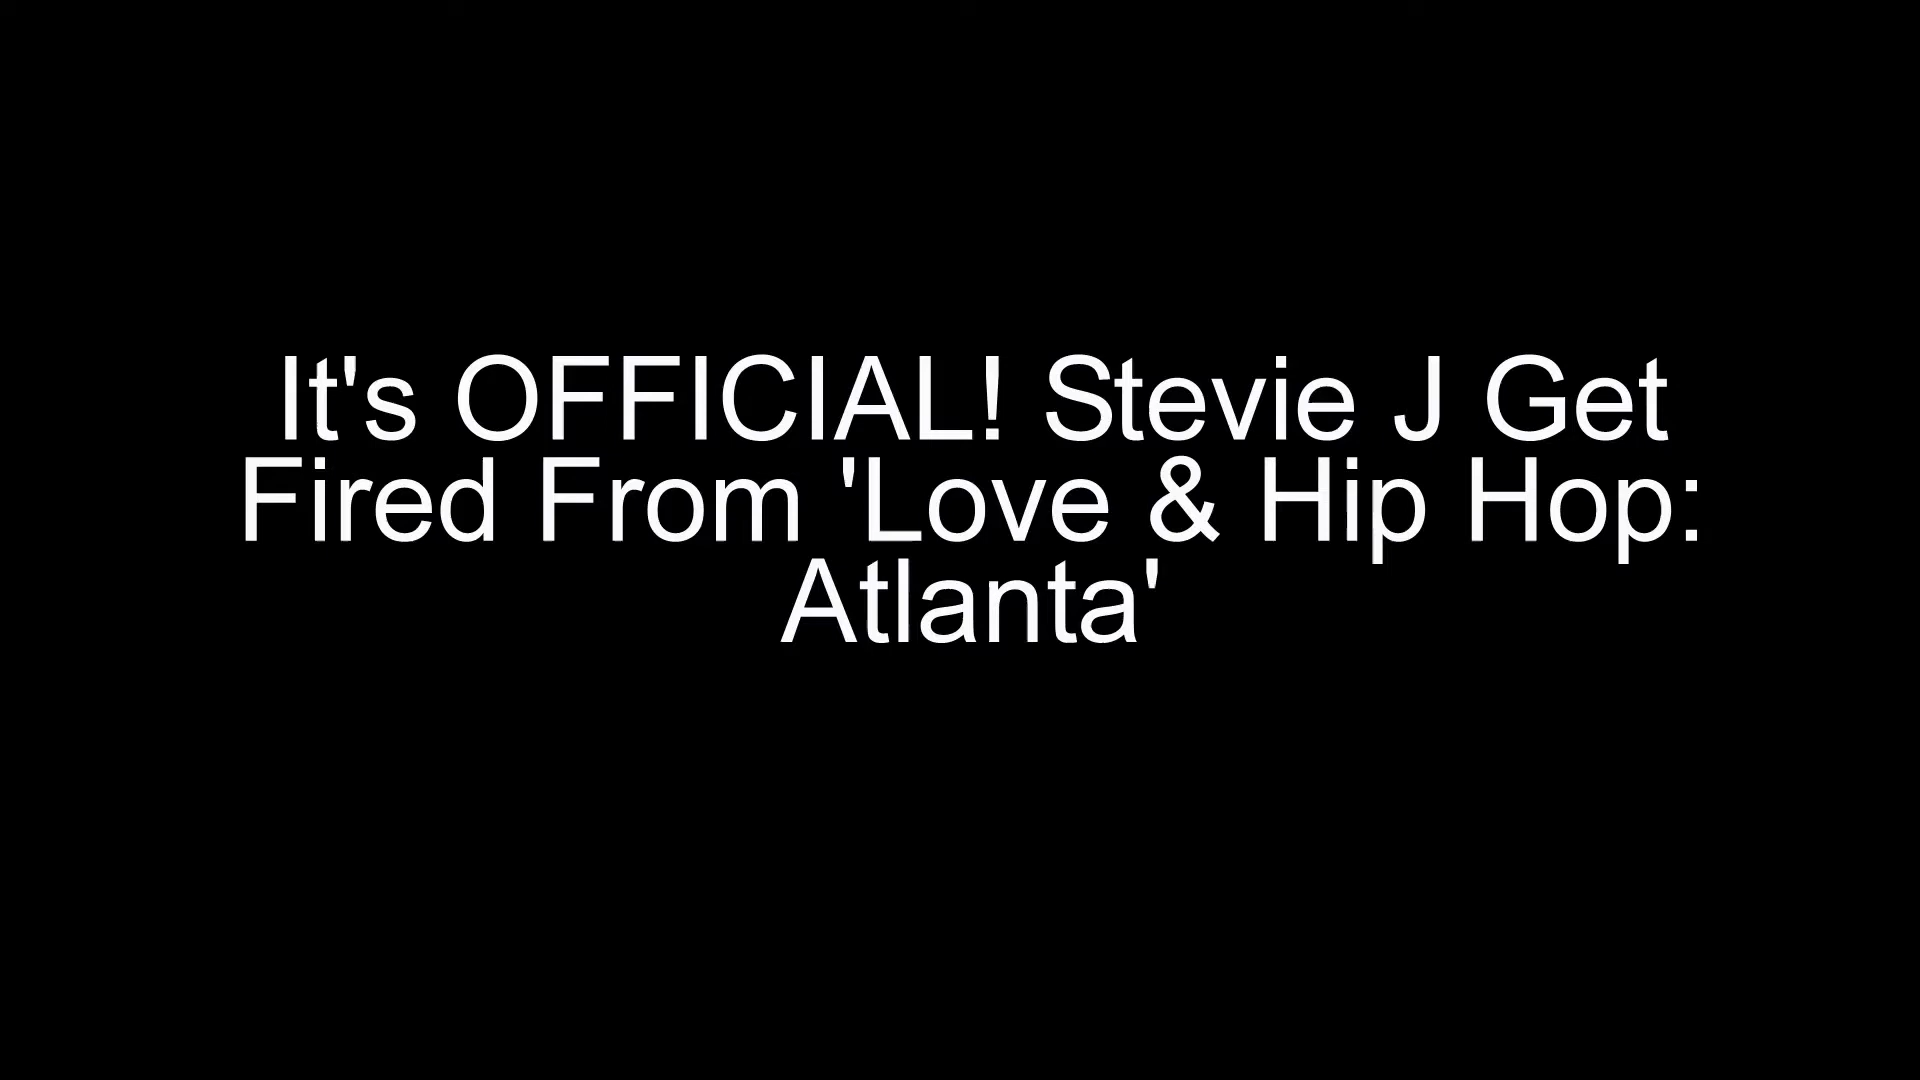 It's OFFICIAL! Stevie J Get
Fired From 'Love & Hip Hop:
Atlanta'